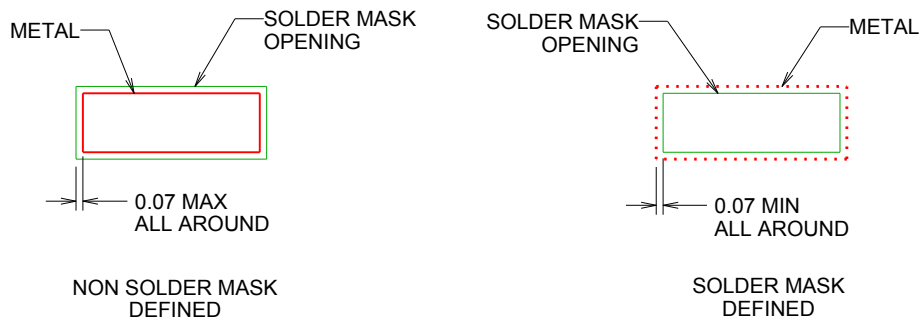 METAL
SOLDER MASK
OPENING
0.07 MAX
ALL AROUND
NON SOLDER MASK
DEFINED
SOLDER MASK
OPENING
METAL
0.07 MIN
ALL AROUND
SOLDER MASK
DEFINED